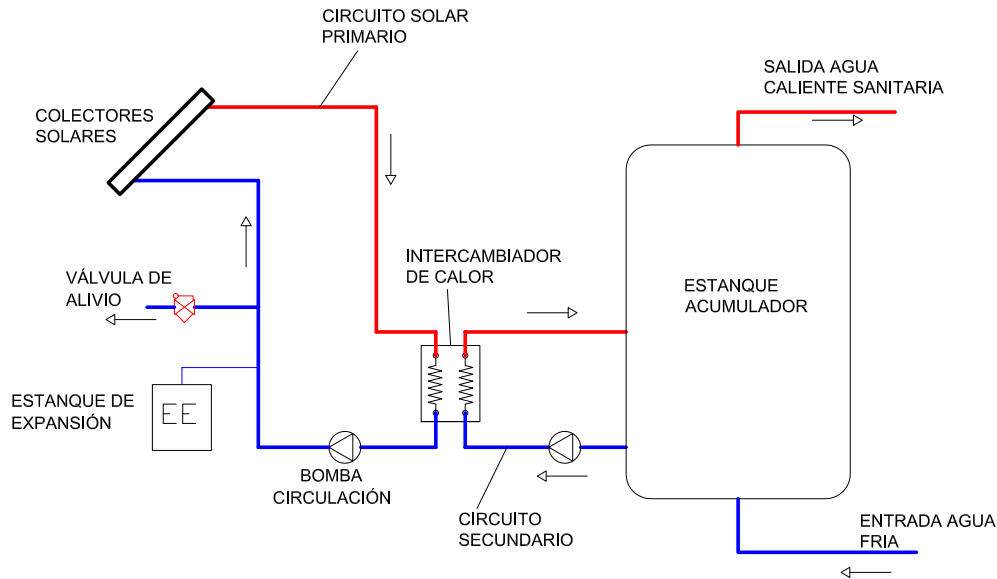 CIRCUITO SOLAR
PRIMARIO
SALIDA AGUA
CALIENTE SANITARIA
COLECTORES
SOLARES
INTERCAMBIADOR
DE CALOR
VÁLVULA DE
ALIVIO
ESTANQUE
ACUMULADOR
ESTANQUE DE
EXPANSIÓN
EE
BOMBA
CIRCULACIÓN
CIRCUITO
SECUNDARIO
ENTRADA AGUA
FRIA